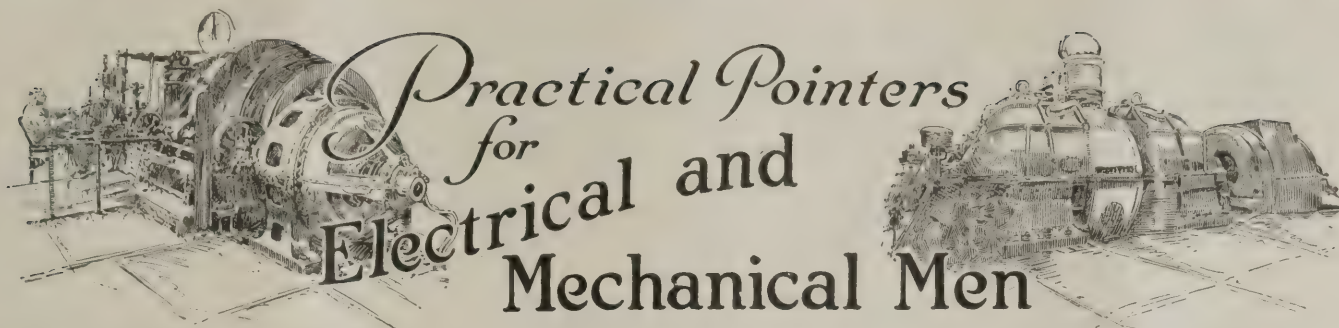 Practical Pointers
for
Electrical and
Mechanical Men